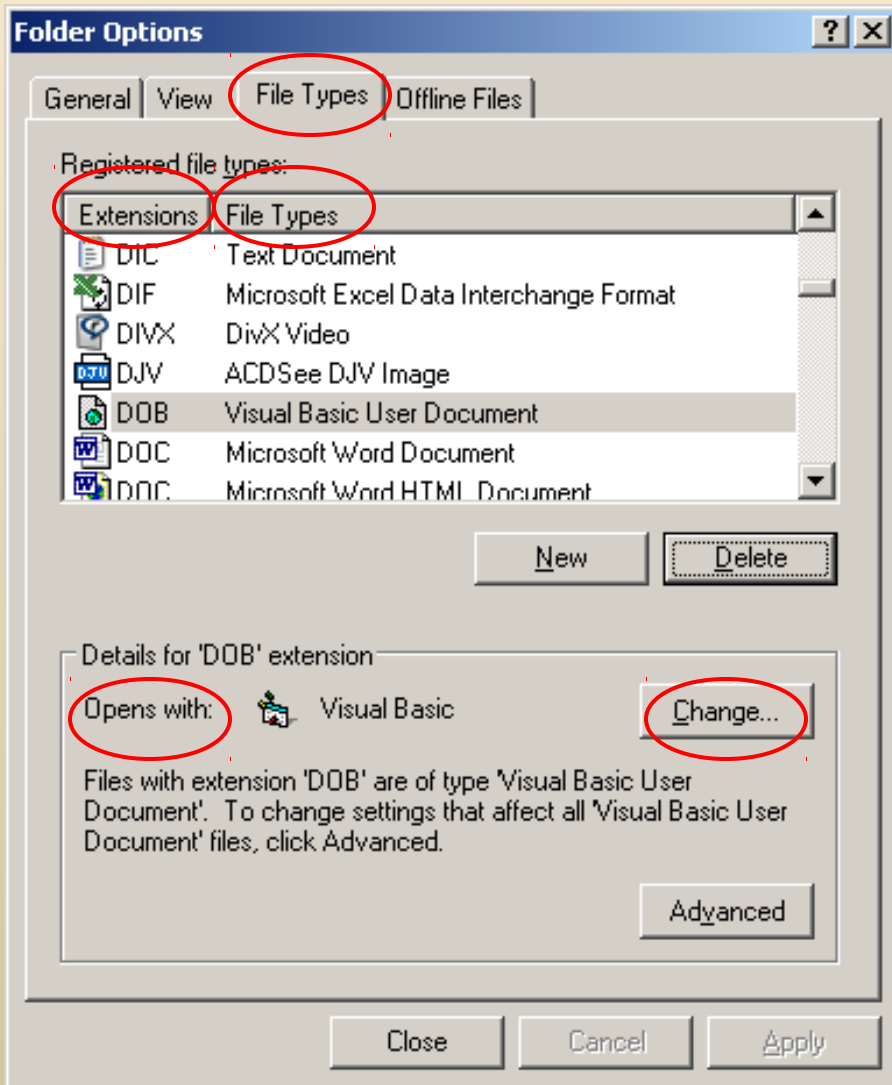 Folder Options
General View File Types Offline Files
Registered file types:
Extensions File Types
DIC Text Document
DIF Microsoft Excel Data Interchange Format
DIVX DivX Video
DJU DJV ACDSee DJV Image
DOB Visual Basic User Document
W DOC Microsoft Word Document
W DOC Microsoft Word HTML Document
New Delete
Details for 'DOB' extension
Opens with: Visual Basic Change...
Files with extension 'DOB' are of type 'Visual Basic User
Document'. To change settings that affect all 'Visual Basic User
Document' files, click Advanced.
Advanced
Close Cancel Apply